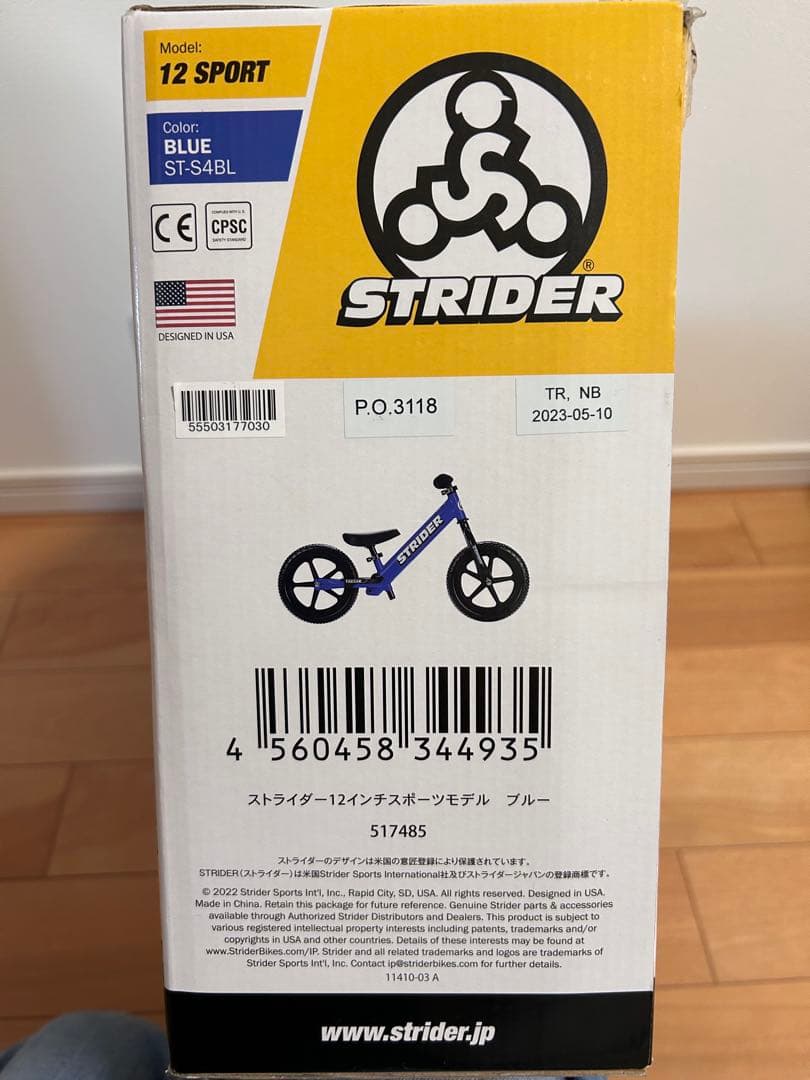 Model:
12 SPORT
Color:
BLUE
ST-S4BL
CE
COMPLIES WITH U.S.
CPSC
SAFETY STANDARD
DESIGNED IN USA
S
®
STRIDER
55503177030
P.O.3118
TR, NB
2023-05-10
STRIDER
4 560458 344935
ストライダー12インチスポーツモデル　ブルー
517485
ストライダーのデザインは米国の意匠登録により保護されています。
STRIDER(ストライダー)は米国Strider Sports International社及びストライダージャパンの登録商標です。
© 2022 Strider Sports Int'l, Inc., Rapid City, SD, USA. All rights reserved. Designed in USA.
Made in China. Retain this package for future reference. Genuine Strider parts & accessories
available through Authorized Strider Distributors and Dealers. This product is subject to
various registered intellectual property interests including patents, trademarks and/or
copyrights in USA and other countries. Details of these interests may be found at
www.StriderBikes.com/IP. Strider and all related trademarks and logos are trademarks of
Strider Sports Int'l, Inc. Contact ip@striderbikes.com for further details.
11410-03 A
www.strider.jp